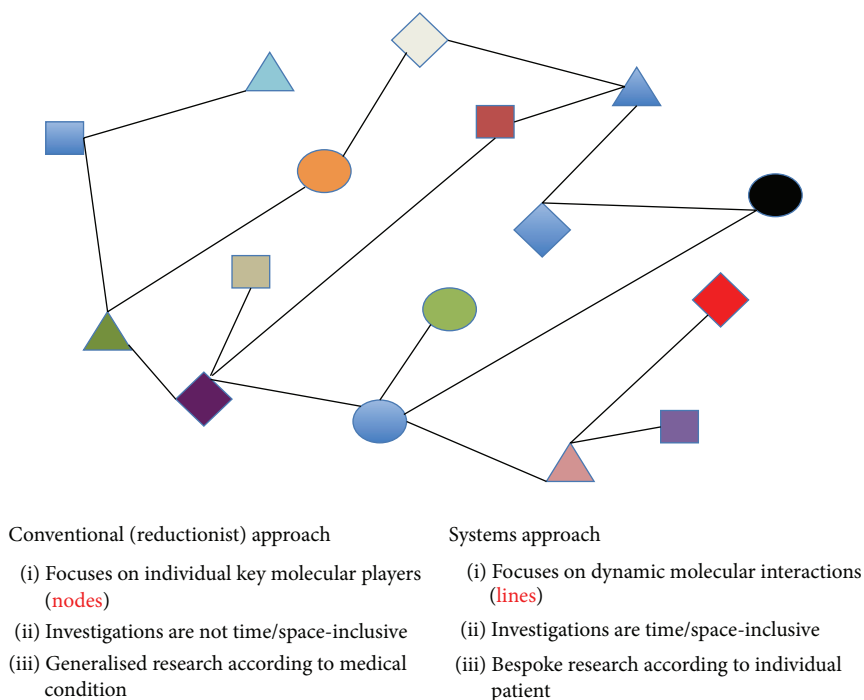 Conventional (reductionist) approach
(i) Focuses on individual key molecular players
(nodes)
(ii) Investigations are not time/space-inclusive
(iii) Generalised research according to medical
condition
Systems approach
(i) Focuses on dynamic molecular interactions
(lines)
(ii) Investigations are time/space-inclusive
(iii) Bespoke research according to individual
patient